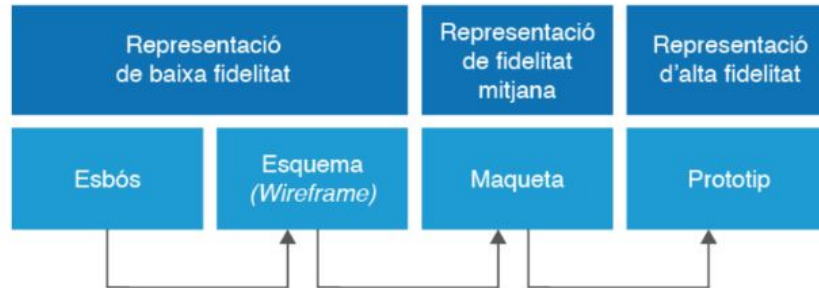 Representació
de baixa fidelitat
Representació
de fidelitat
mitjana
Representació
d'alta fidelitat
Esbós
Esquema
(Wireframe)
Maqueta
Prototip